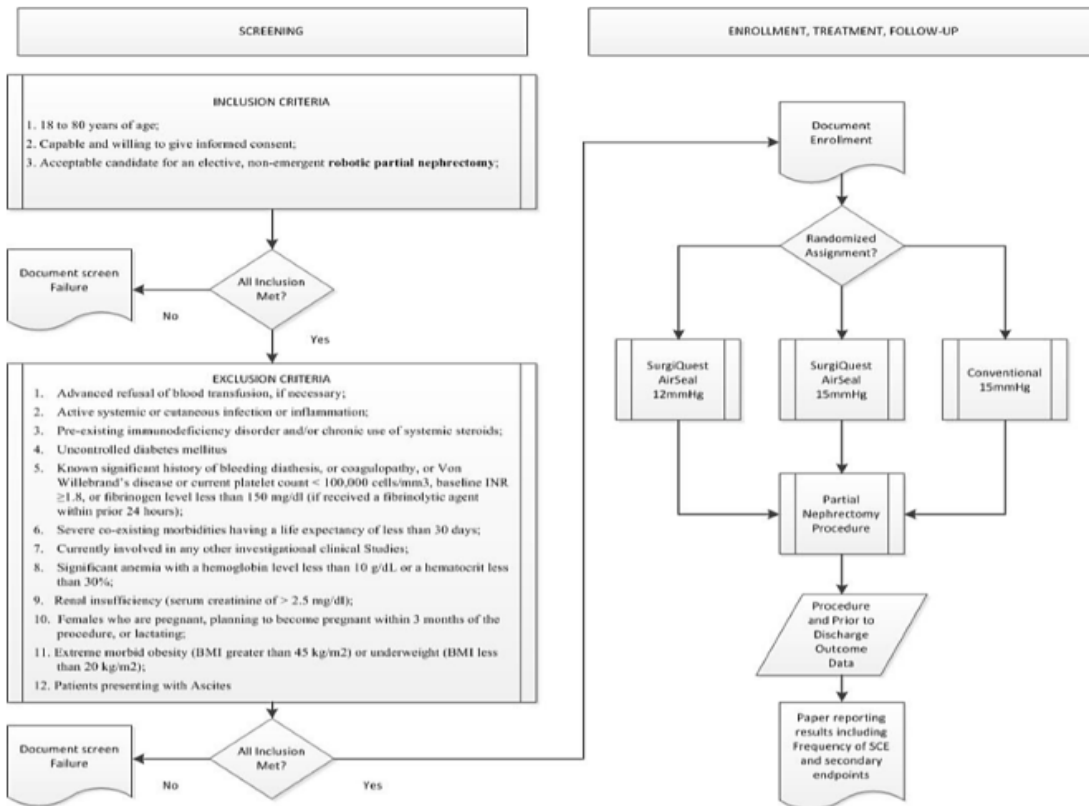 SCREENING
INCLUSION CRITERIA
1. 18 to 80 years of age;
2. Capable and willing to give informed consent;
3. Acceptable candidate for an elective, non-emergent robotic partial nephrectomy;
Document screen
Failure
All Inclusion
Met?
No
Yes
EXCLUSION CRITERIA
1. Advanced refusal of blood transfusion, if necessary;
2. Active systemic or cutaneous infection or inflammation;
3. Pre-existing immunodeficiency disorder and/or chronic use of systemic steroids;
4. Uncontrolled diabetes mellitus
5. Known significant history of bleeding diathesis, or coagulopathy, or Von
Willebrand's disease or current platelet count < 100,000 cells/mm3, baseline INR
≥1.8, or fibrinogen level less than 150 mg/dl (if received a fibrinolytic agent
within prior 24 hours);
6. Severe co-existing morbidities having a life expectancy of less than 30 days;
7. Currently involved in any other investigational clinical Studies;
8. Significant anemia with a hemoglobin level less than 10 g/dL or a hematocrit less
than 30%;
9. Renal insufficiency (serum creatinine of > 2.5 mg/dl);
10. Females who are pregnant, planning to become pregnant within 3 months of the
procedure, or lactating;
11. Extreme morbid obesity (BMI greater than 45 kg/m2) or underweight (BMI less
than 20 kg/m2);
12. Patients presenting with Ascites
Document screen
Failure
All Inclusion
Met?
No
Yes
ENROLLMENT, TREATMENT, FOLLOW-UP
Document
Enrollment
Randomized
Assignment?
SurgiQuest
AirSeal
12mmHg
SurgiQuest
AirSeal
15mmHg
Conventional
15mmHg
Partial
Nephrectomy
Procedure
Procedure
and Prior to
Discharge
Outcome
Data
Paper reporting
results including
Frequency of SCE
and secondary
endpoints